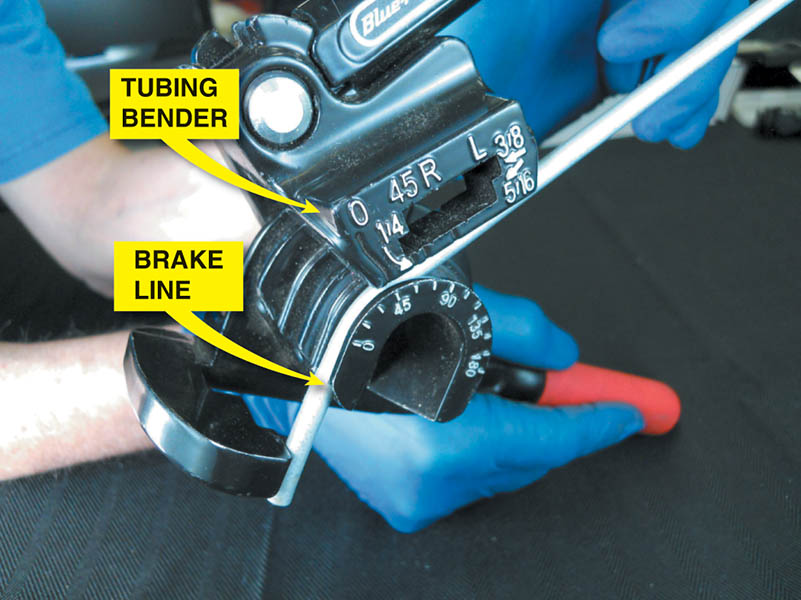 Blue-
TUBING
BENDER
O 45 R L 3/8
1/4 5/16
BRAKE
LINE
0 45 90 135 180